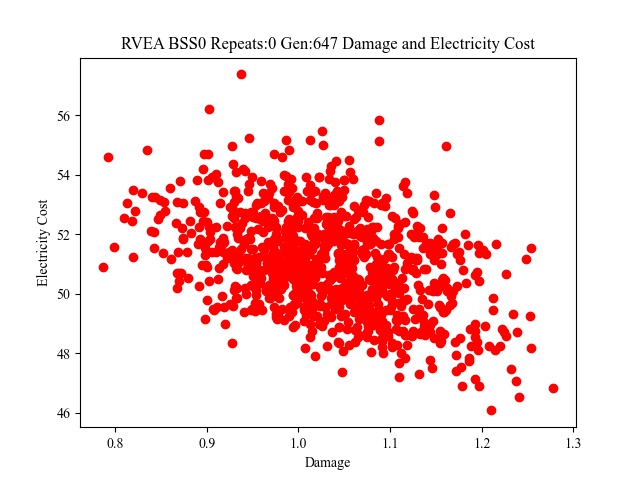 RVEA BSS0 Repeats:0 Gen:647 Damage and Electricity Cost
Electricity Cost
56
54
52
50
48
46
0.8 0.9 1.0 1.1 1.2 1.3
Damage